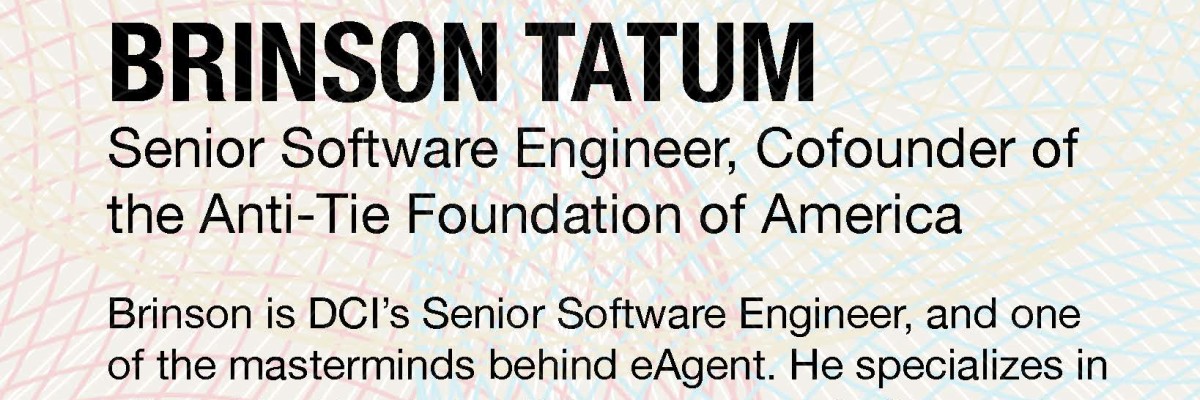 BRINSON TATUM
Senior Software Engineer, Cofounder of
the Anti-Tie Foundation of America
Brinson is DCI’s Senior Software Engineer, and one
of the masterminds behind eAgent. He specializes in